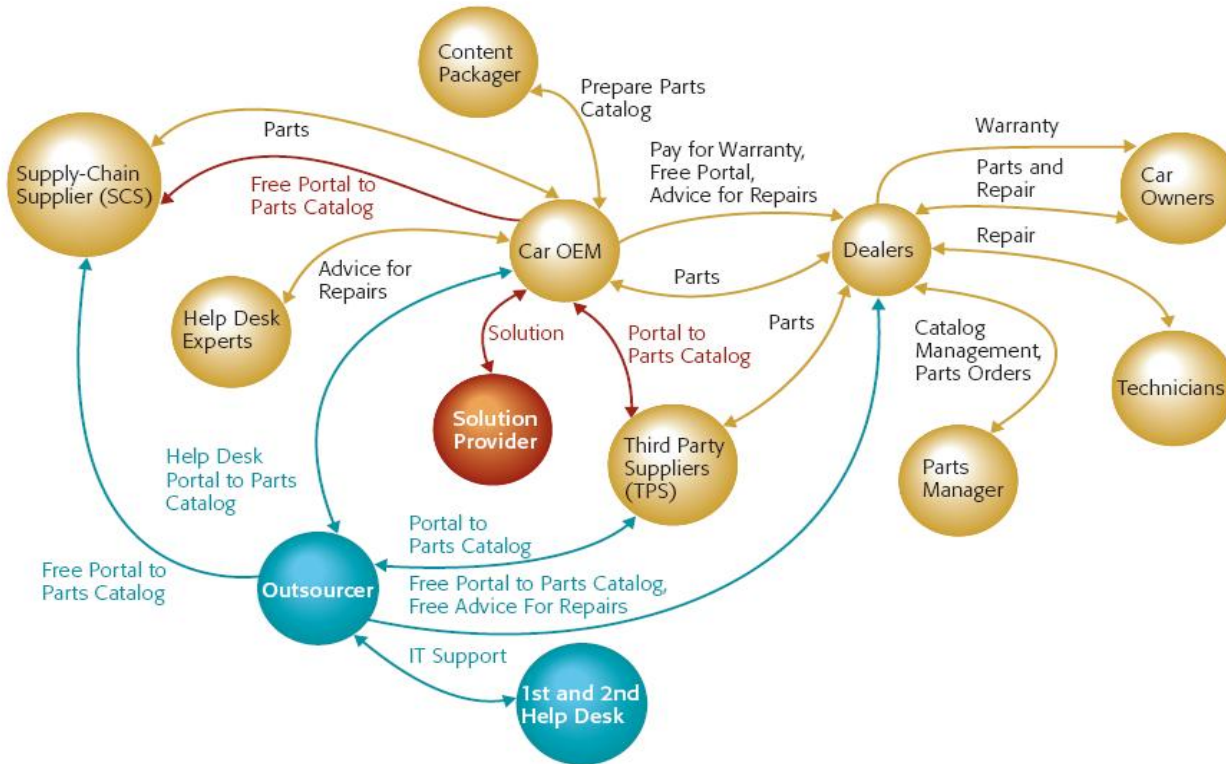 Content
Packager
Prepare Parts
Catalog
Parts
Supply-Chain
Supplier (SCS)
Free Portal to
Parts Catalog
Pay for Warranty,
Free Portal,
Advice for Repairs
Warranty
Parts and
Repair
Car
Owners
Car OEM
Dealers
Repair
Advice for
Repairs
Parts
Help Desk
Experts
Solution
Portal to
Parts Catalog
Parts
Catalog
Management,
Parts Orders
Technicians
Solution
Provider
Third Party
Suppliers
(TPS)
Parts
Manager
Help Desk
Portal to Parts
Catalog
Portal to
Parts Catalog
Free Portal to
Parts Catalog
Outsourcer
Free Portal to Parts Catalog,
Free Advice For Repairs
IT Support
1st and 2nd
Help Desk